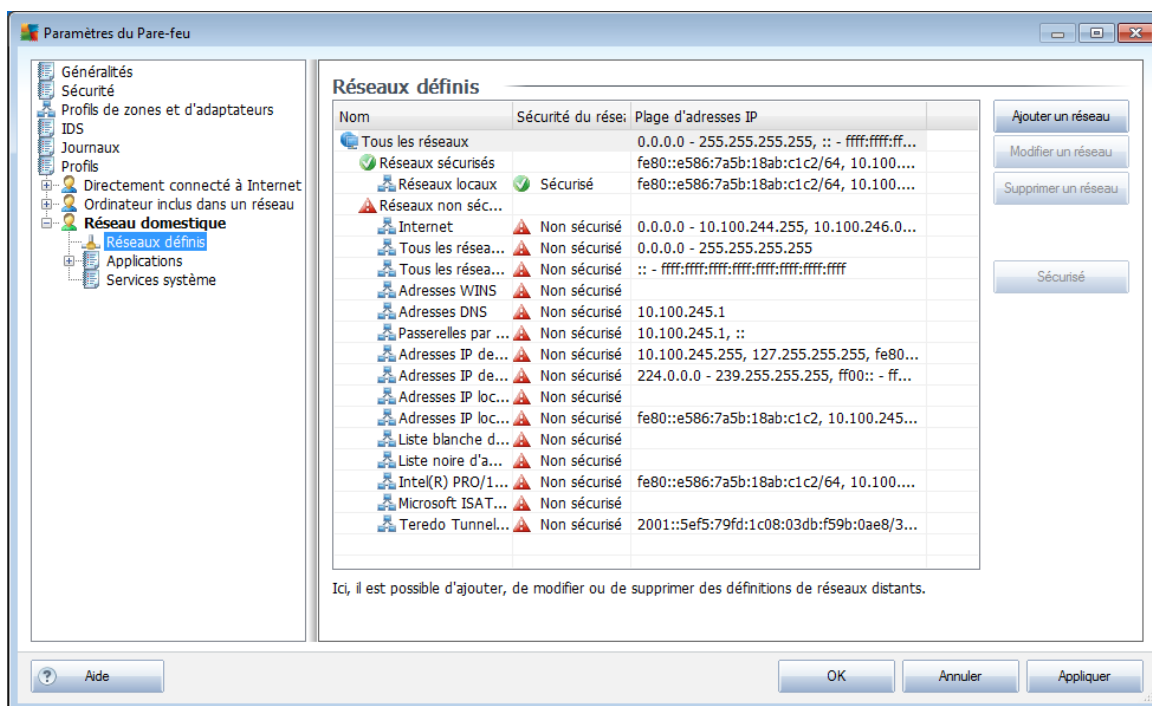 Paramètres du Pare-feu
Généralités
Sécurité
Profils de zones et d'adaptateurs
IDS
Journaux
Profils
Directement connecté à Internet
Ordinateur inclus dans un réseau
Réseau domestique
Réseaux définis
Applications
Services système
Réseaux définis
Nom Sécurité du rése: Plage d'adresses IP
Tous les réseaux 0.0.0.0 - 255.255.255.255, :: - ffff:ffff:ff...
Réseaux sécurisés fe80::e586:7a5b:18ab:c1c2/64, 10.100....
Réseaux locaux Sécurisé fe80::e586:7a5b:18ab:c1c2/64, 10.100....
Réseaux non séc...
Internet Non sécurisé 0.0.0.0 - 10.100.244.255, 10.100.246.0...
Tous les résea... Non sécurisé 0.0.0.0 - 255.255.255.255
Tous les résea... Non sécurisé :: - ffff:ffff:ffff:ffff:ffff:ffff:ffff:ffff
Adresses WINS Non sécurisé
Adresses DNS Non sécurisé 10.100.245.1
Passerelles par ... Non sécurisé 10.100.245.1, ::
Adresses IP de... Non sécurisé 10.100.245.255, 127.255.255.255, fe80...
Adresses IP de... Non sécurisé 224.0.0.0 - 239.255.255.255, ff00:: - ff...
Adresses IP loc... Non sécurisé
Adresses IP loc... Non sécurisé fe80::e586:7a5b:18ab:c1c2, 10.100.245...
Liste blanche d... Non sécurisé
Liste noire d'a... Non sécurisé
Intel(R) PRO/1... Non sécurisé fe80::e586:7a5b:18ab:c1c2/64, 10.100....
Microsoft ISAT... Non sécurisé
Teredo Tunnel... Non sécurisé 2001::5ef5:79fd:1c08:03db:f59b:0ae8/3...
Ajouter un réseau
Modifier un réseau
Supprimer un réseau
Sécurisé
Ici, il est possible d'ajouter, de modifier ou de supprimer des définitions de réseaux distants.
? Aide
OK
Annuler
Appliquer